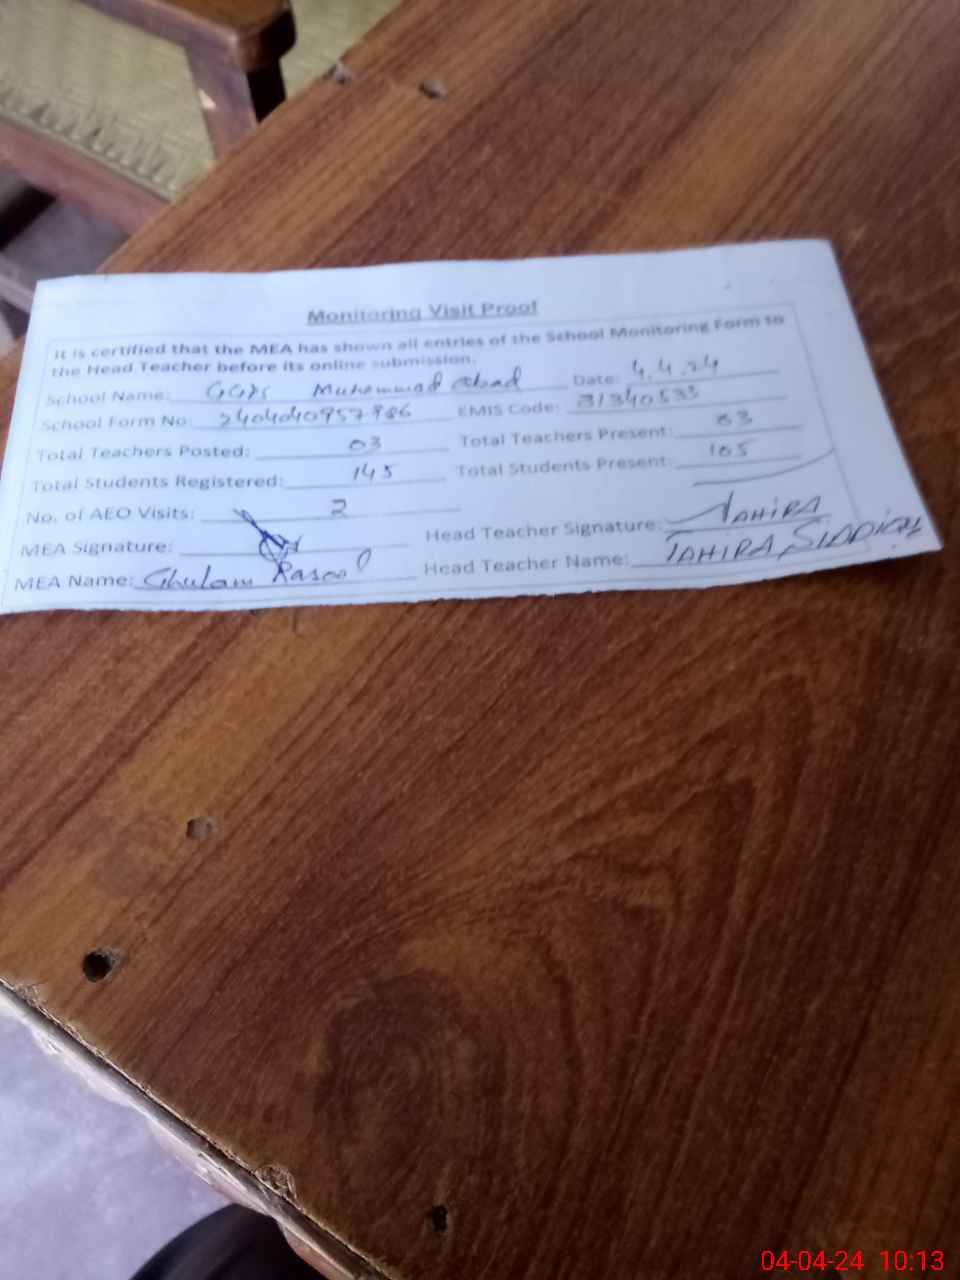 Monitoring Visit Proof
It is certified that the MEA has shown all entries of the School Monitoring Form to
the Head Teacher before its online submission.
School Name: GGPS Muhammad Abad Date: 4.4.24
School Form No: 2404040957986 EMIS Code: 31340533
Total Teachers Posted: 03 Total Teachers Present: 03
Total Students Registered: 145 Total Students Present: 105
No. of AEO Visits: 2
MEA Signature: Head Teacher Signature: TAHIRA
MEA Name: Ghulam Rasool Head Teacher Name: TAHIRA SIDDIQU
04-04-24 10:13